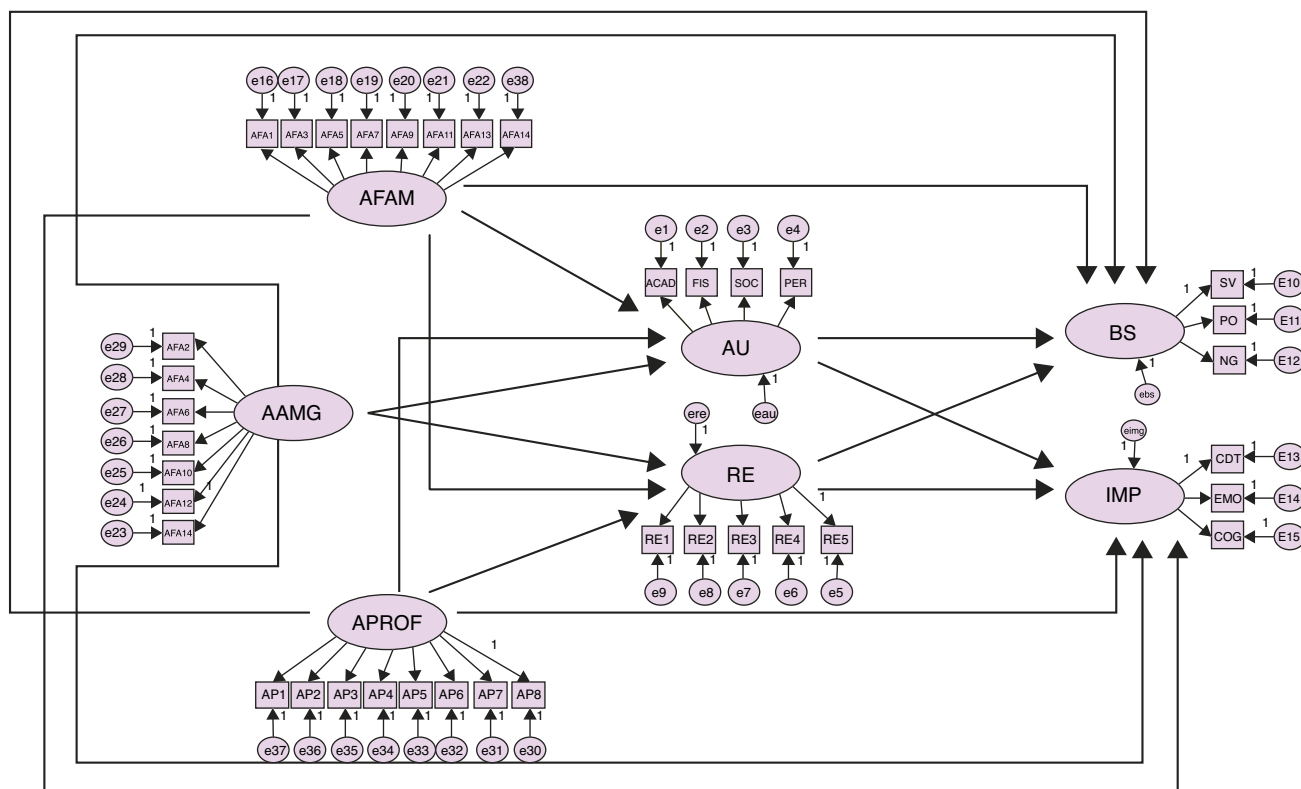 e16 e17 e18 e19 e20 e21 e22 e38
1 1 1 1 1 1 1 1
AFA1 AFA3 AFA5 AFA7 AFA9 AFA11 AFA13 AFA14
AFAM
e1 e2 e3 e4
1 1 1 1
ACAD FIS SOC PER
AU
1
eau
SV 1 E10
1
PO 1 E11
NG 1 E12
BS
1
ebs
e29 1 AFA2
e28 1 AFA4
e27 1 AFA6
e26 1 AFA8
e25 1 AFA10
e24 1 AFA12 1
e23 1 AFA14
AAMG
ere
1
RE
1
RE1 RE2 RE3 RE4 RE5
1 1 1 1 1
e9 e8 e7 e6 e5
eimg
1
IMP
1
CDT 1 E13
EMO E14
COG 1 E15
APROF
1
AP1 AP2 AP3 AP4 AP5 AP6 AP7 AP8
1 1 1 1 1 1 1 1
e37 e36 e35 e34 e33 e32 e31 e30